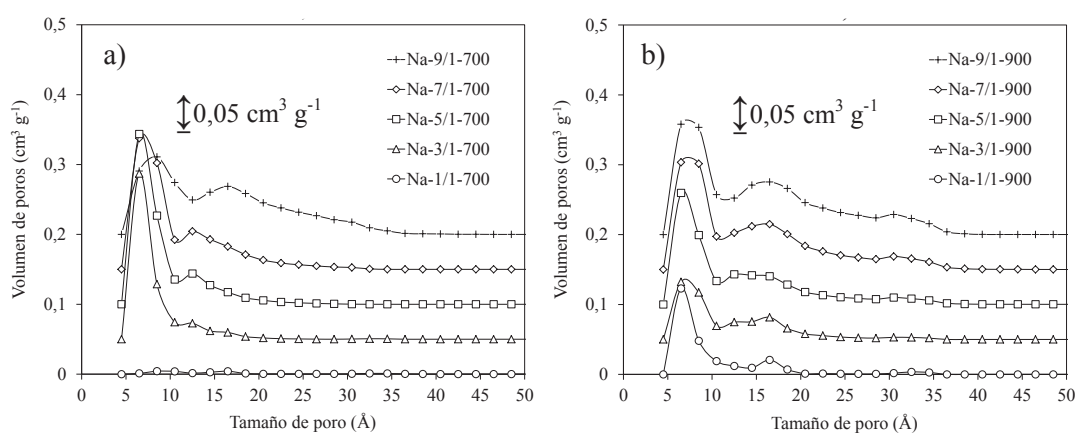 a)
Volumen de poros (cm³ g⁻¹)
0,5
0,4
0,3
0,2
0,1
0
0,05 cm³ g⁻¹
Na-9/1-700
Na-7/1-700
Na-5/1-700
Na-3/1-700
Na-1/1-700
0 5 10 15 20 25 30 35 40 45 50
Tamaño de poro (Å)
b)
Volumen de poros (cm³ g⁻¹)
0,5
0,4
0,3
0,2
0,1
0
0,05 cm³ g⁻¹
Na-9/1-900
Na-7/1-900
Na-5/1-900
Na-3/1-900
Na-1/1-900
0 5 10 15 20 25 30 35 40 45 50
Tamaño de poro (Å)